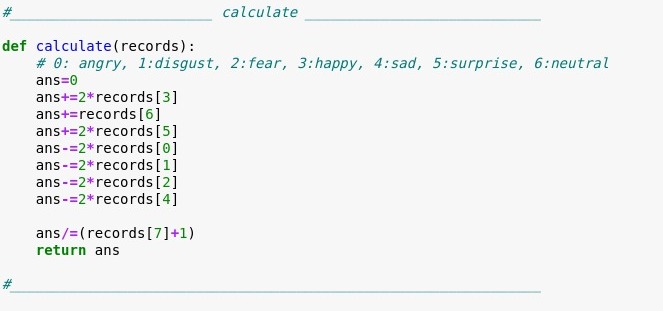 #________________________ calculate ____________________________
def calculate(records):
    # 0: angry, 1:disgust, 2:fear, 3:happy, 4:sad, 5:surprise, 6:neutral
    ans=0
    ans+=2*records[3]
    ans+=records[6]
    ans+=2*records[5]
    ans-=2*records[0]
    ans-=2*records[1]
    ans-=2*records[2]
    ans-=2*records[4]
    ans/=(records[7]+1)
    return ans
#_______________________________________________________________